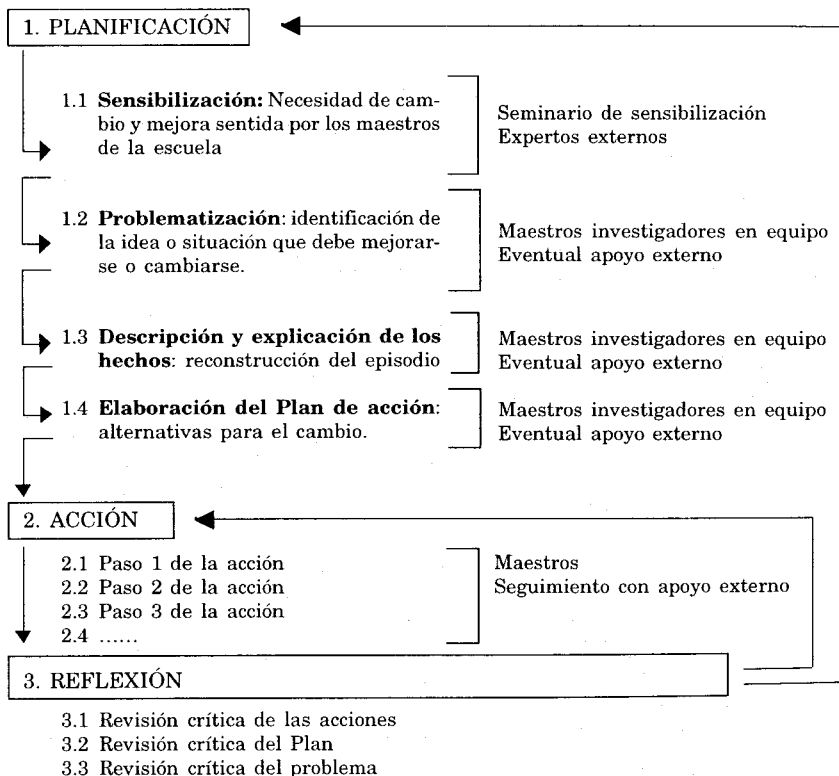 1. PLANIFICACIÓN
1.1 Sensibilización: Necesidad de cam-
bio y mejora sentida por los maestros
de la escuela
Seminario de sensibilización
Expertos externos
1.2 Problematización: identificación de
la idea o situación que debe mejorar-
se o cambiarse.
Maestros investigadores en equipo
Eventual apoyo externo
1.3 Descripción y explicación de los
hechos: reconstrucción del episodio
Maestros investigadores en equipo
Eventual apoyo externo
1.4 Elaboración del Plan de acción:
alternativas para el cambio.
Maestros investigadores en equipo
Eventual apoyo externo
2. ACCIÓN
2.1 Paso 1 de la acción
2.2 Paso 2 de la acción
2.3 Paso 3 de la acción
2.4 ......
Maestros
Seguimiento con apoyo externo
3. REFLEXIÓN
3.1 Revisión crítica de las acciones
3.2 Revisión crítica del Plan
3.3 Revisión crítica del problema